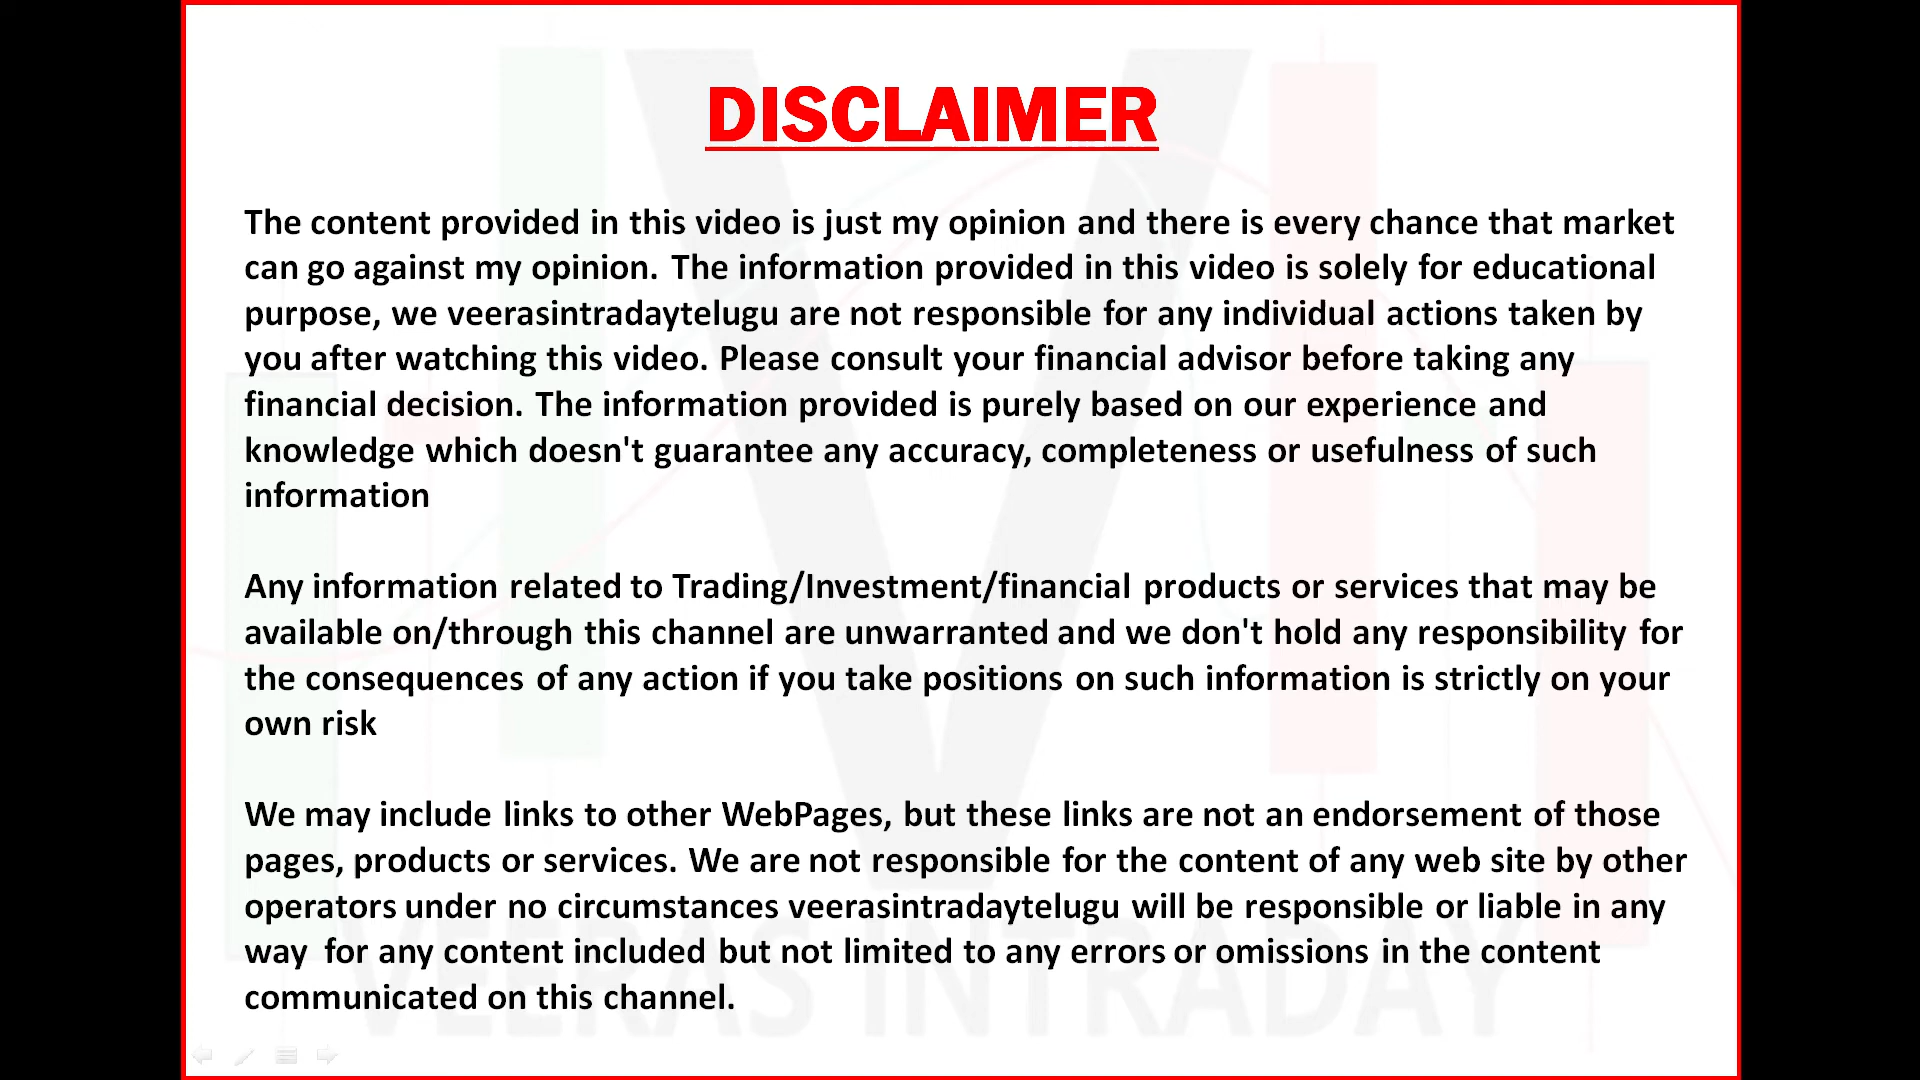 DISCLAIMER
The content provided in this video is just my opinion and there is every chance that market
can go against my opinion. The information provided in this video is solely for educational
purpose, we veerasintradaytelugu are not responsible for any individual actions taken by
you after watching this video. Please consult your financial advisor before taking any
financial decision. The information provided is purely based on our experience and
knowledge which doesn't guarantee any accuracy, completeness or usefulness of such
information
Any information related to Trading/Investment/financial products or services that may be
available on/through this channel are unwarranted and we don't hold any responsibility for
the consequences of any action if you take positions on such information is strictly on your
own risk
We may include links to other WebPages, but these links are not an endorsement of those
pages, products or services. We are not responsible for the content of any web site by other
operators under no circumstances veerasintradaytelugu will be responsible or liable in any
way  for any content included but not limited to any errors or omissions in the content
communicated on this channel.
VEERAS INTRADAY